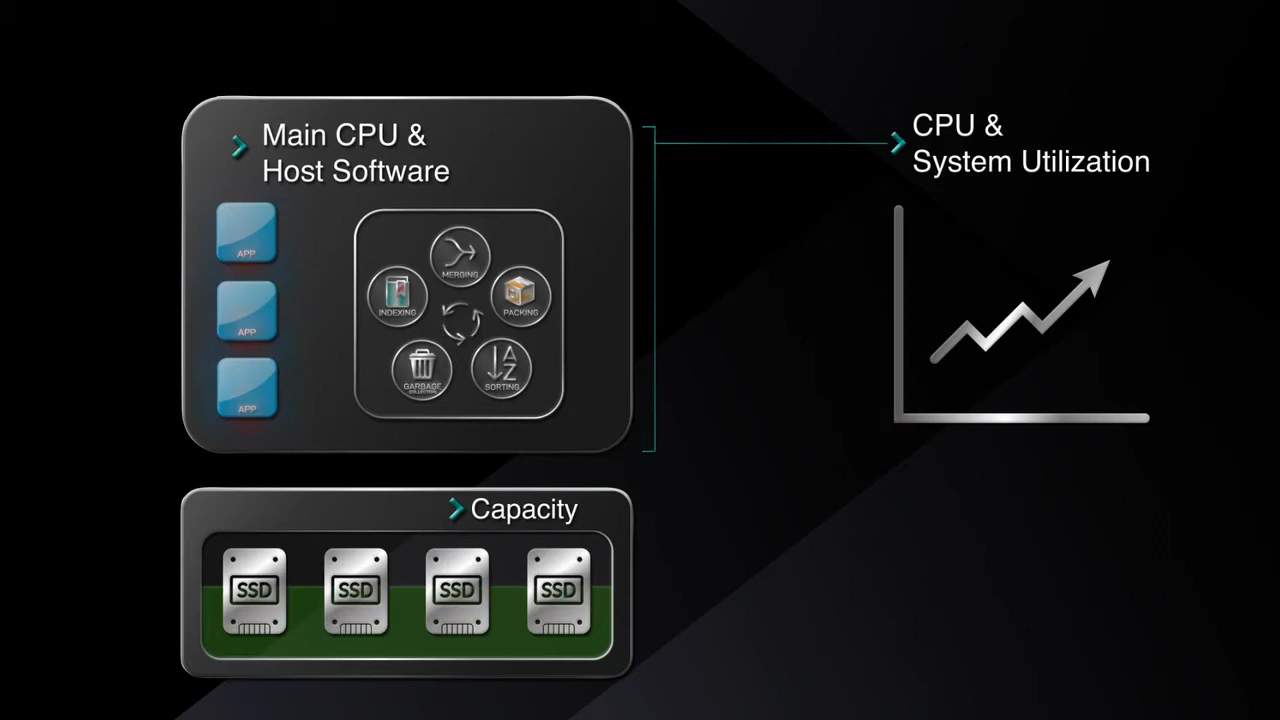 Main CPU &
Host Software
APP
APP
APP
MERGING
INDEXING
PACKING
GARBAGE
COLLECTION
SORTING
A
Z
CPU &
System Utilization
Capacity
SSD
SSD
SSD
SSD